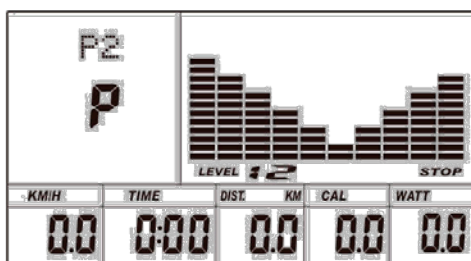 P2
P
LEVEL 12 STOP
KM/H TIME DIST. KM CAL WATT
0.0 0:00 0.0 0.0 0.0